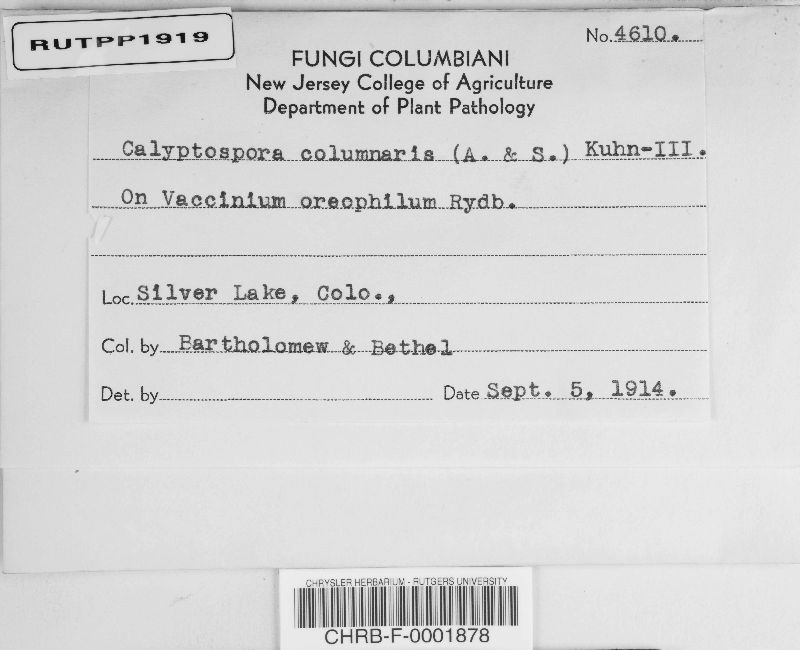 RUTPP1919
No. 4610.
FUNGI COLUMBIANI
New Jersey College of Agriculture
Department of Plant Pathology
Calyptospora columnaris (A. & S.) Kuhn-III.
On Vaccinium oreophilum Rydb.
Loc. Silver Lake, Colo.,
Col. by Bartholomew & Bethel
Det. by Date Sept. 5, 1914.
CHRYSLER HERBARIUM - RUTGERS UNIVERSITY
CHRB-F-0001878